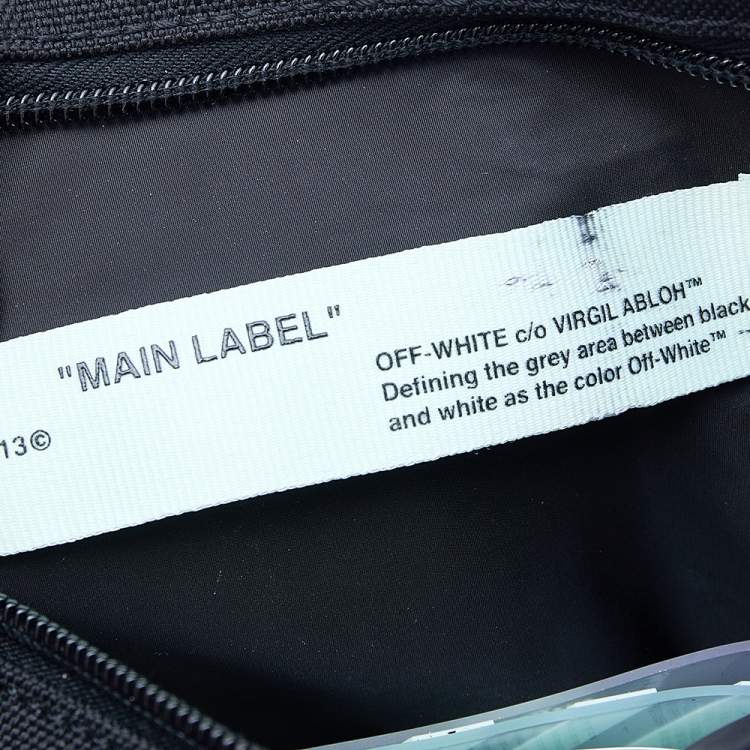 "MAIN LABEL"
13©
OFF-WHITE c/o VIRGIL ABLOH™
Defining the grey area between black
and white as the color Off-White™